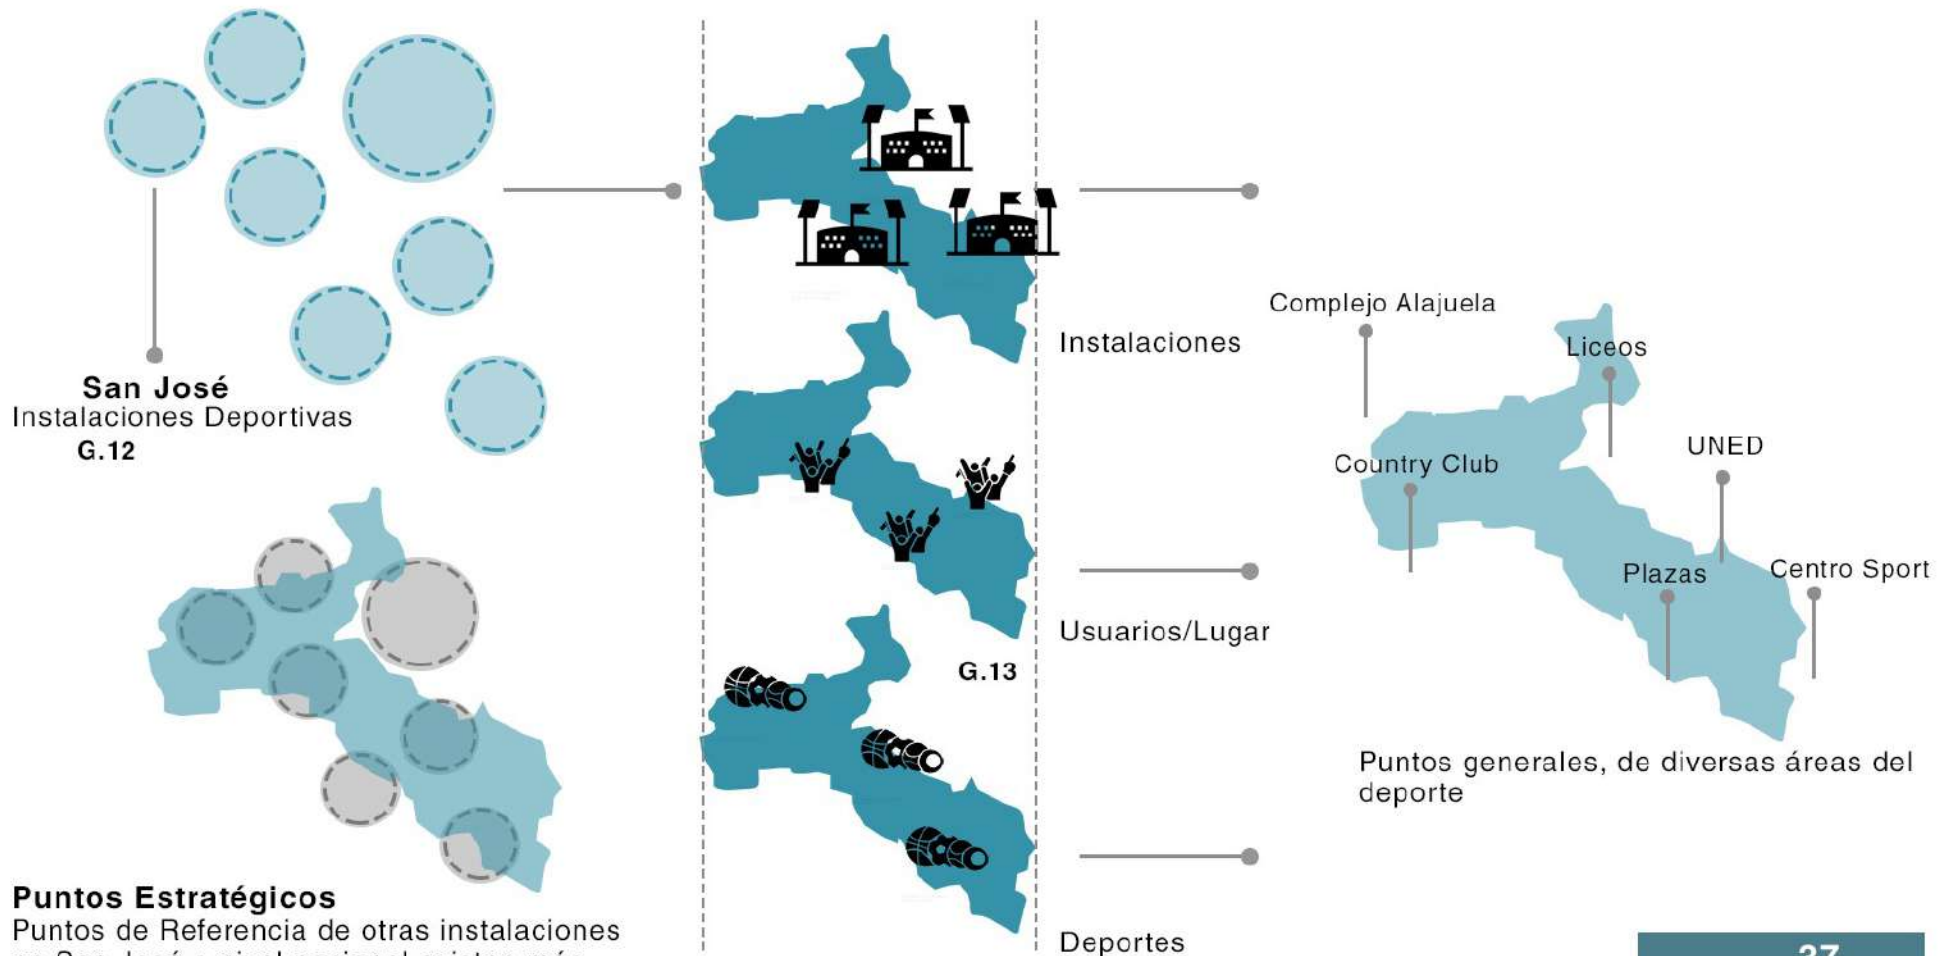 San José
Instalaciones Deportivas
G.12
Puntos Estratégicos
Puntos de Referencia de otras instalaciones
Instalaciones
Usuarios/Lugar
G.13
Deportes
Complejo Alajuela
Liceos
Country Club
UNED
Plazas
Centro Sport
Puntos generales, de diversas áreas del
deporte